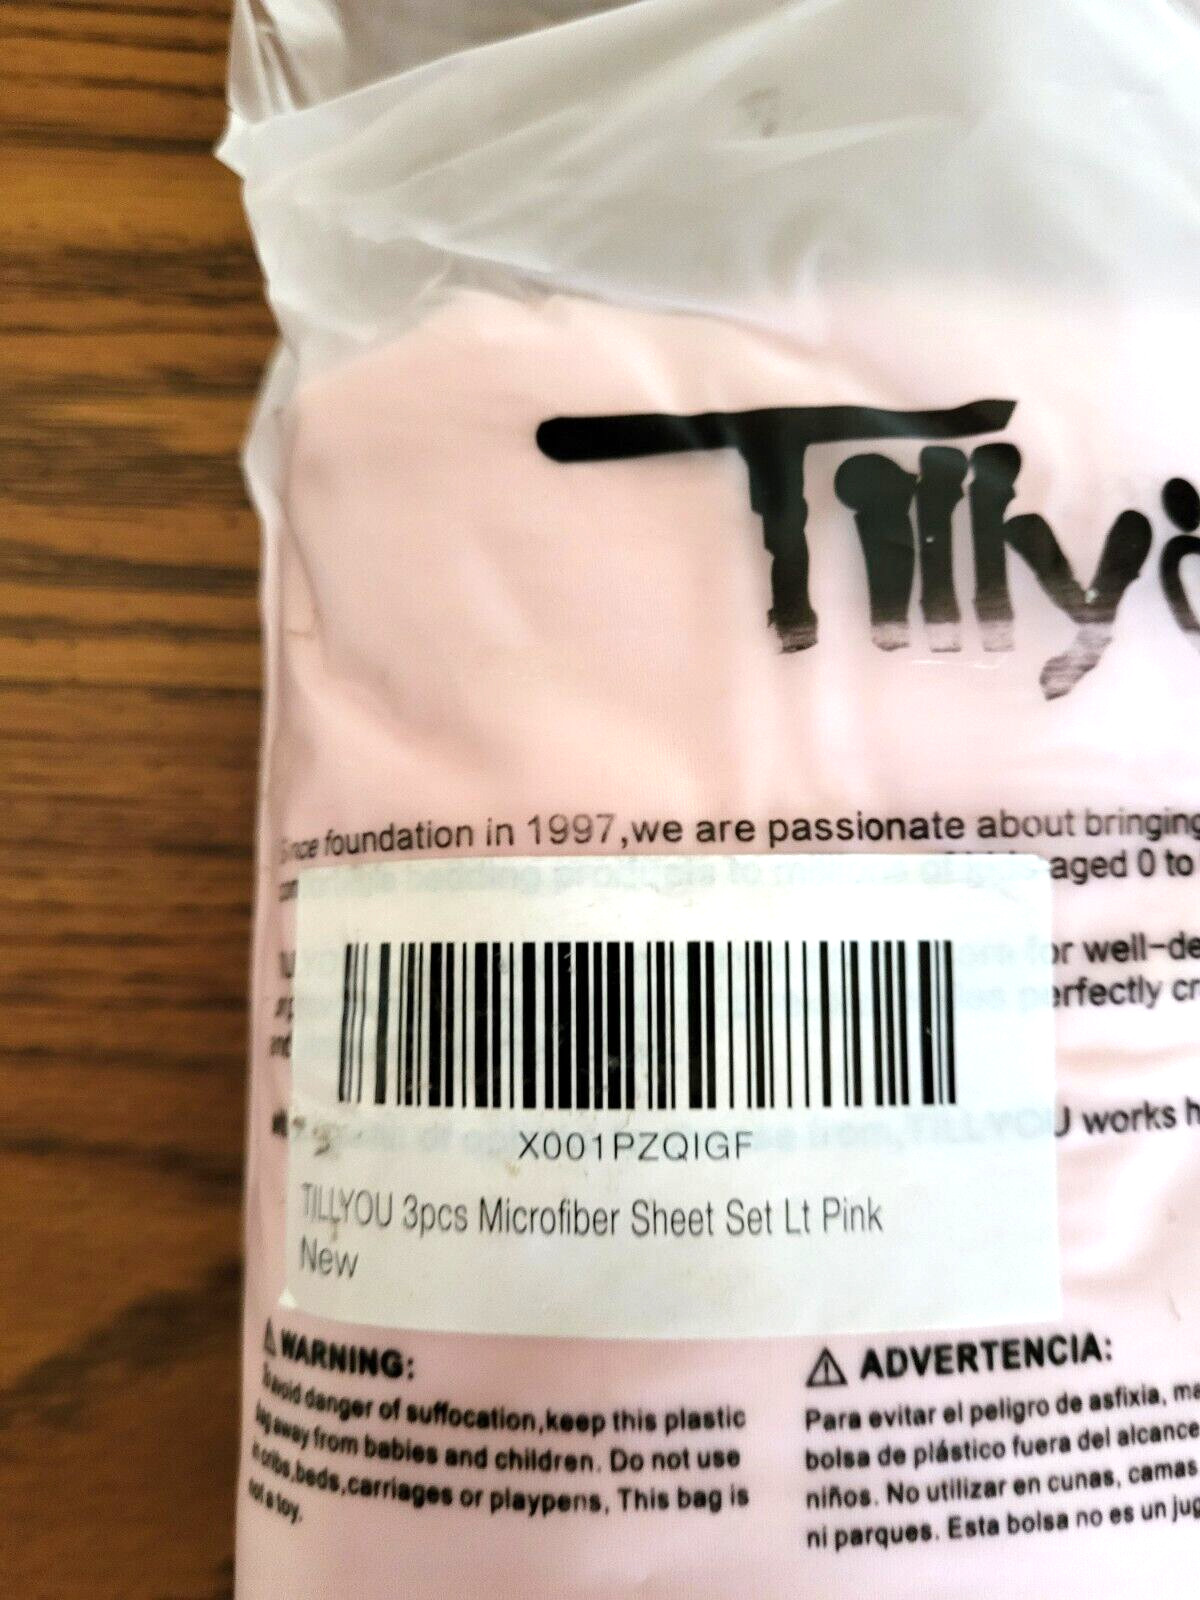 Tilly
Since foundation in 1997,we are passionate about bringing
aged 0 to
for well-de
perfectly cr
TILLYOU works h
X001PZQIGF
TILLYOU 3pcs Microfiber Sheet Set Lt Pink
New
⚠ WARNING:
To avoid danger of suffocation,keep this plastic
bag away from babies and children. Do not use
in cribs,beds,carriages or playpens, This bag is
not a toy.
⚠ ADVERTENCIA:
Para evitar el peligro de asfixia, ma
bolsa de plástico fuera del alcance
niños. No utilizar en cunas, camas
ni parques. Esta bolsa no es un jug